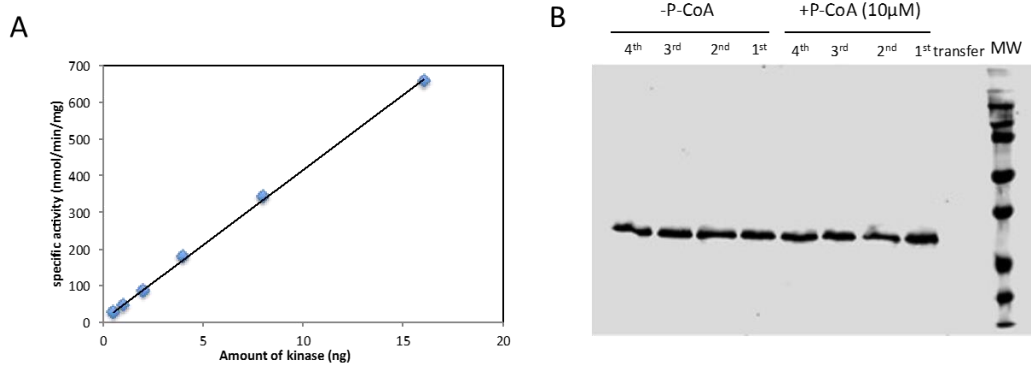 A
700
600
500
400
300
200
100
0
0 5 10 15 20
specific activity (nmol/min/mg)
Amount of kinase (ng)
B
-P-CoA +P-CoA (10µM)
4th 3rd 2nd 1st 4th 3rd 2nd 1st transfer MW